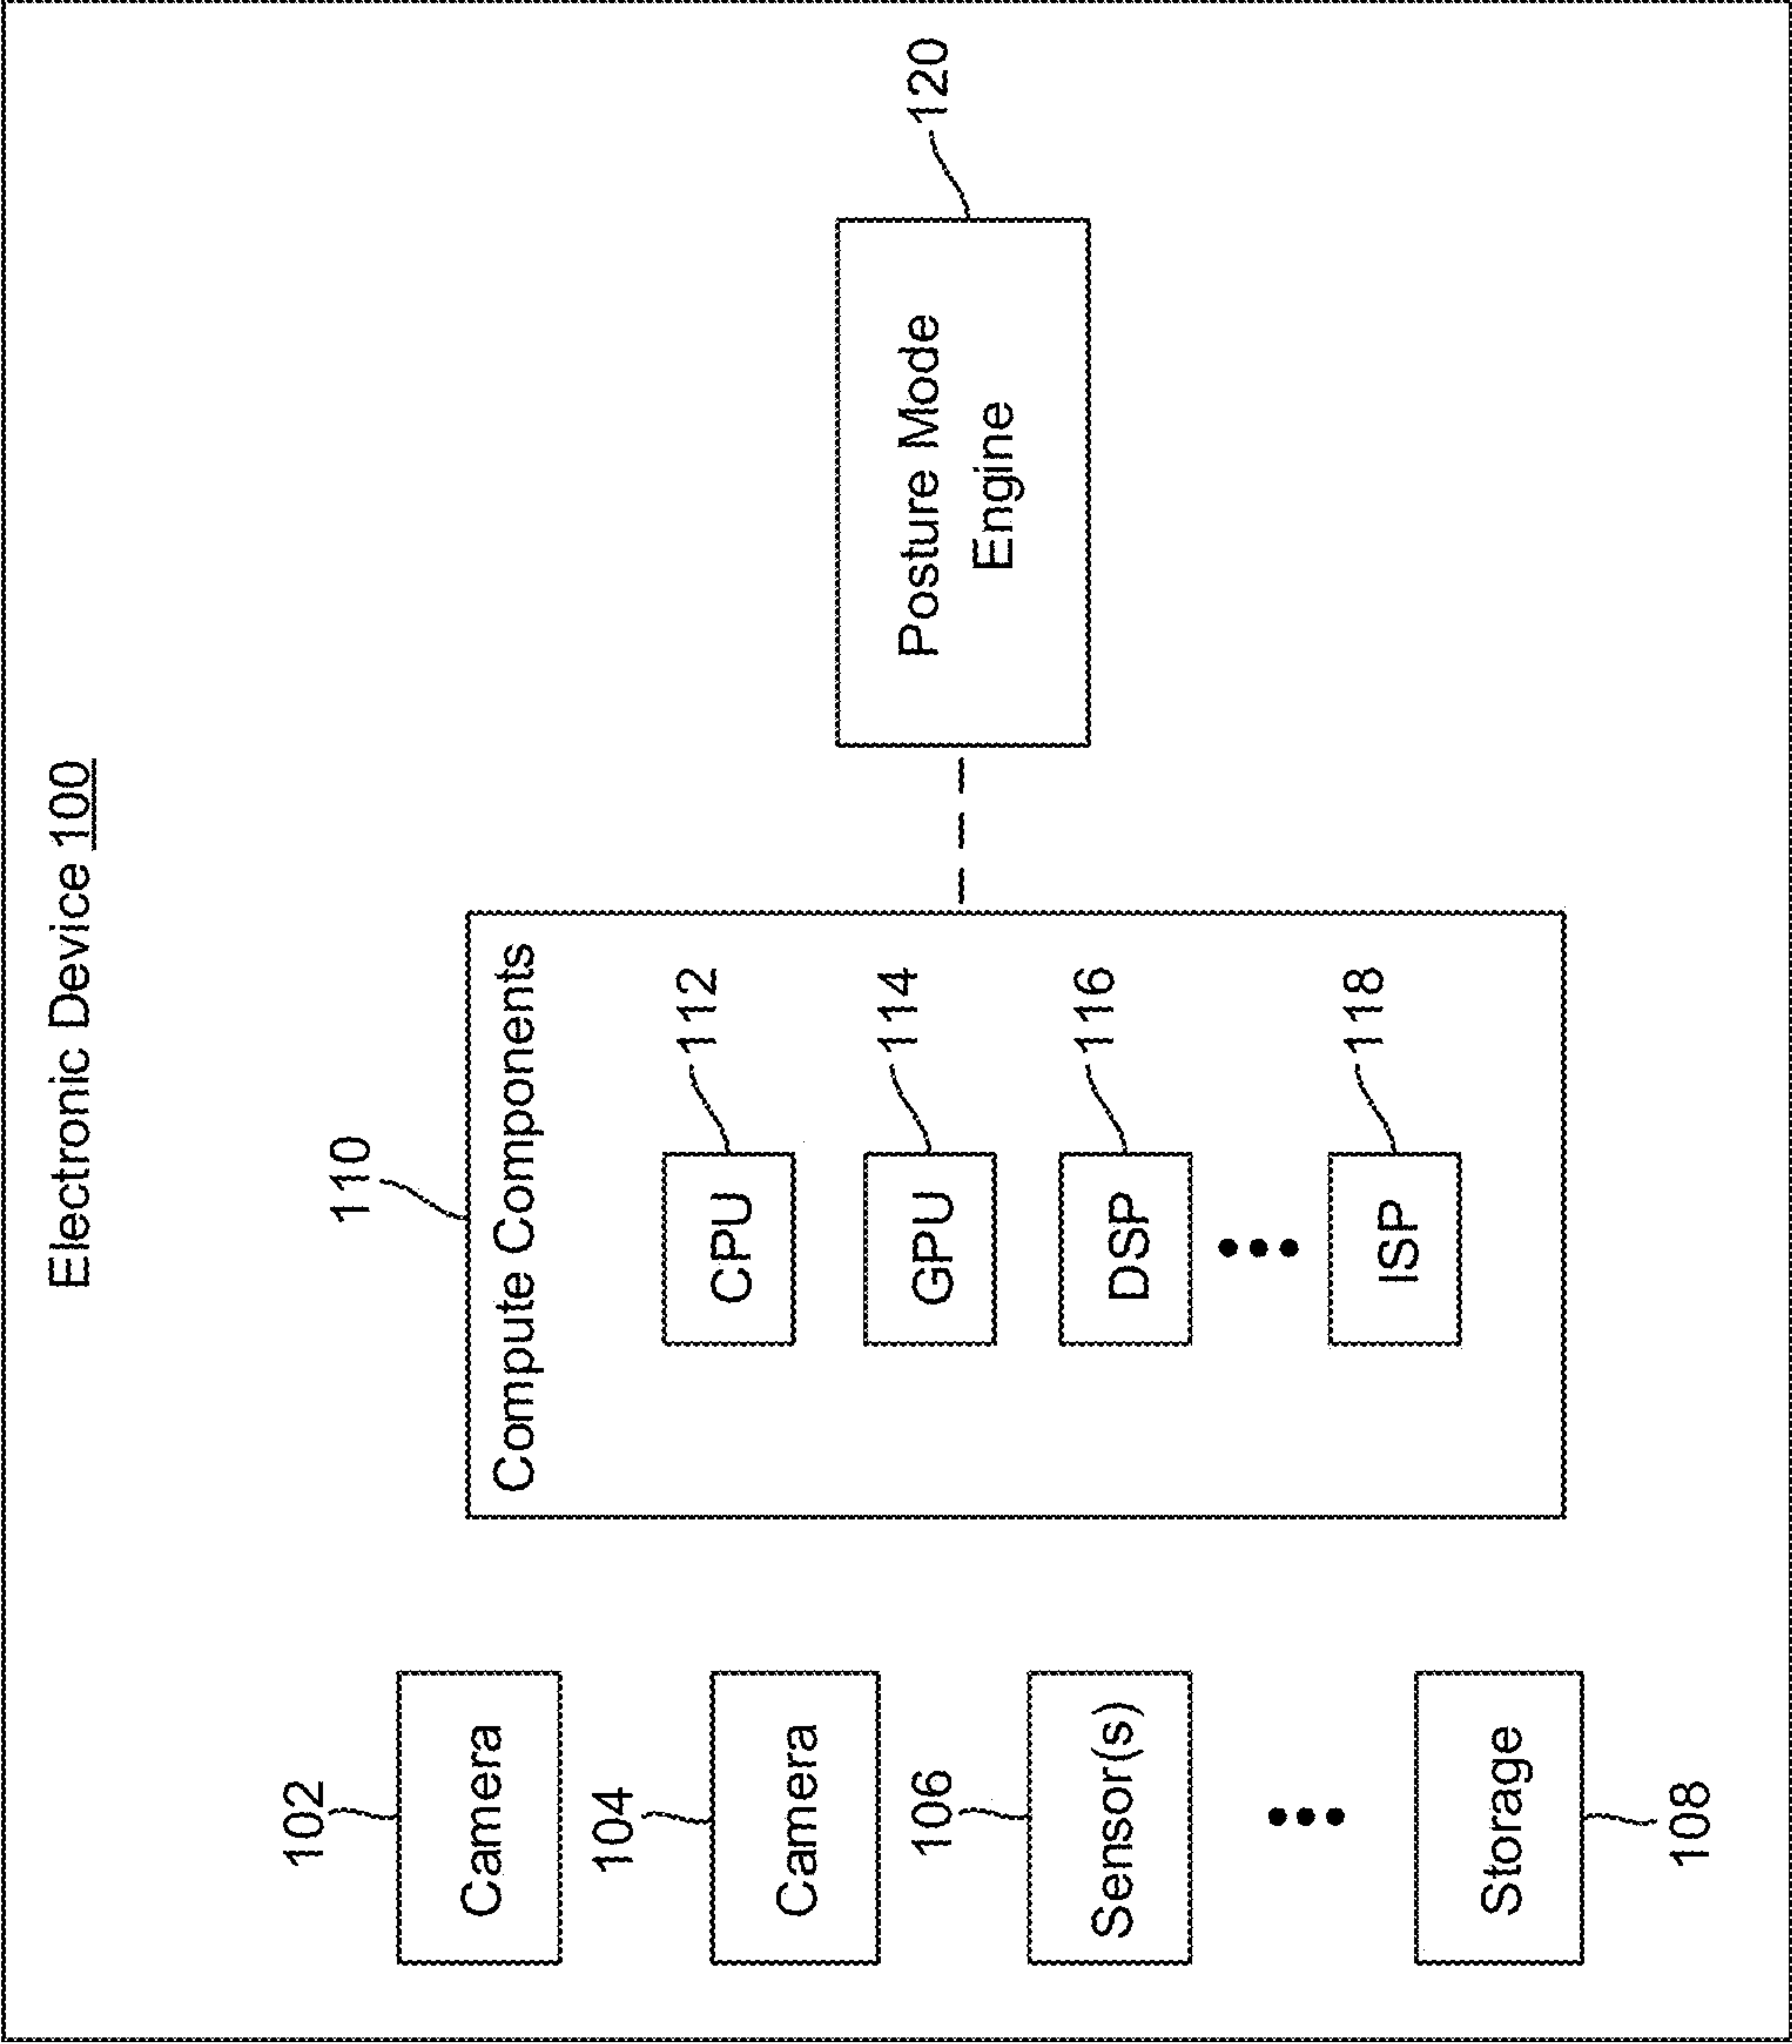 Electronic Device 100
110
102
Camera
Compute Components
104
Camera
CPU
112
106
Sensor(s)
GPU
114
Posture Mode
Engine
120
DSP
116
ISP
118
Storage
108